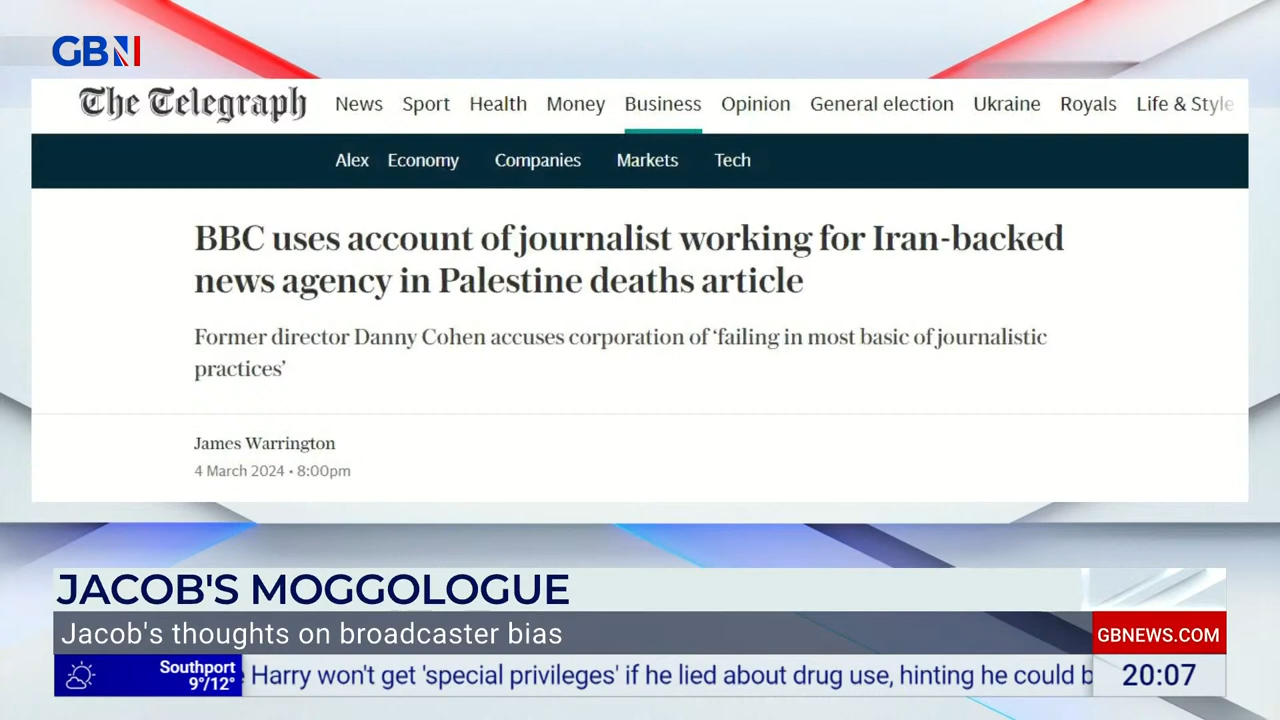 GBN
The Telegraph
News Sport Health Money Business Opinion General election Ukraine Royals Life & Style
Alex Economy Companies Markets Tech
BBC uses account of journalist working for Iran-backed
news agency in Palestine deaths article
Former director Danny Cohen accuses corporation of ‘failing in most basic of journalistic
practices’
James Warrington
4 March 2024 • 8:00pm
JACOB'S MOGGOLOGUE
Jacob's thoughts on broadcaster bias
GBNEWS.COM
Southport
9°/12°
Harry won't get 'special privileges' if he lied about drug use, hinting he could
20:07